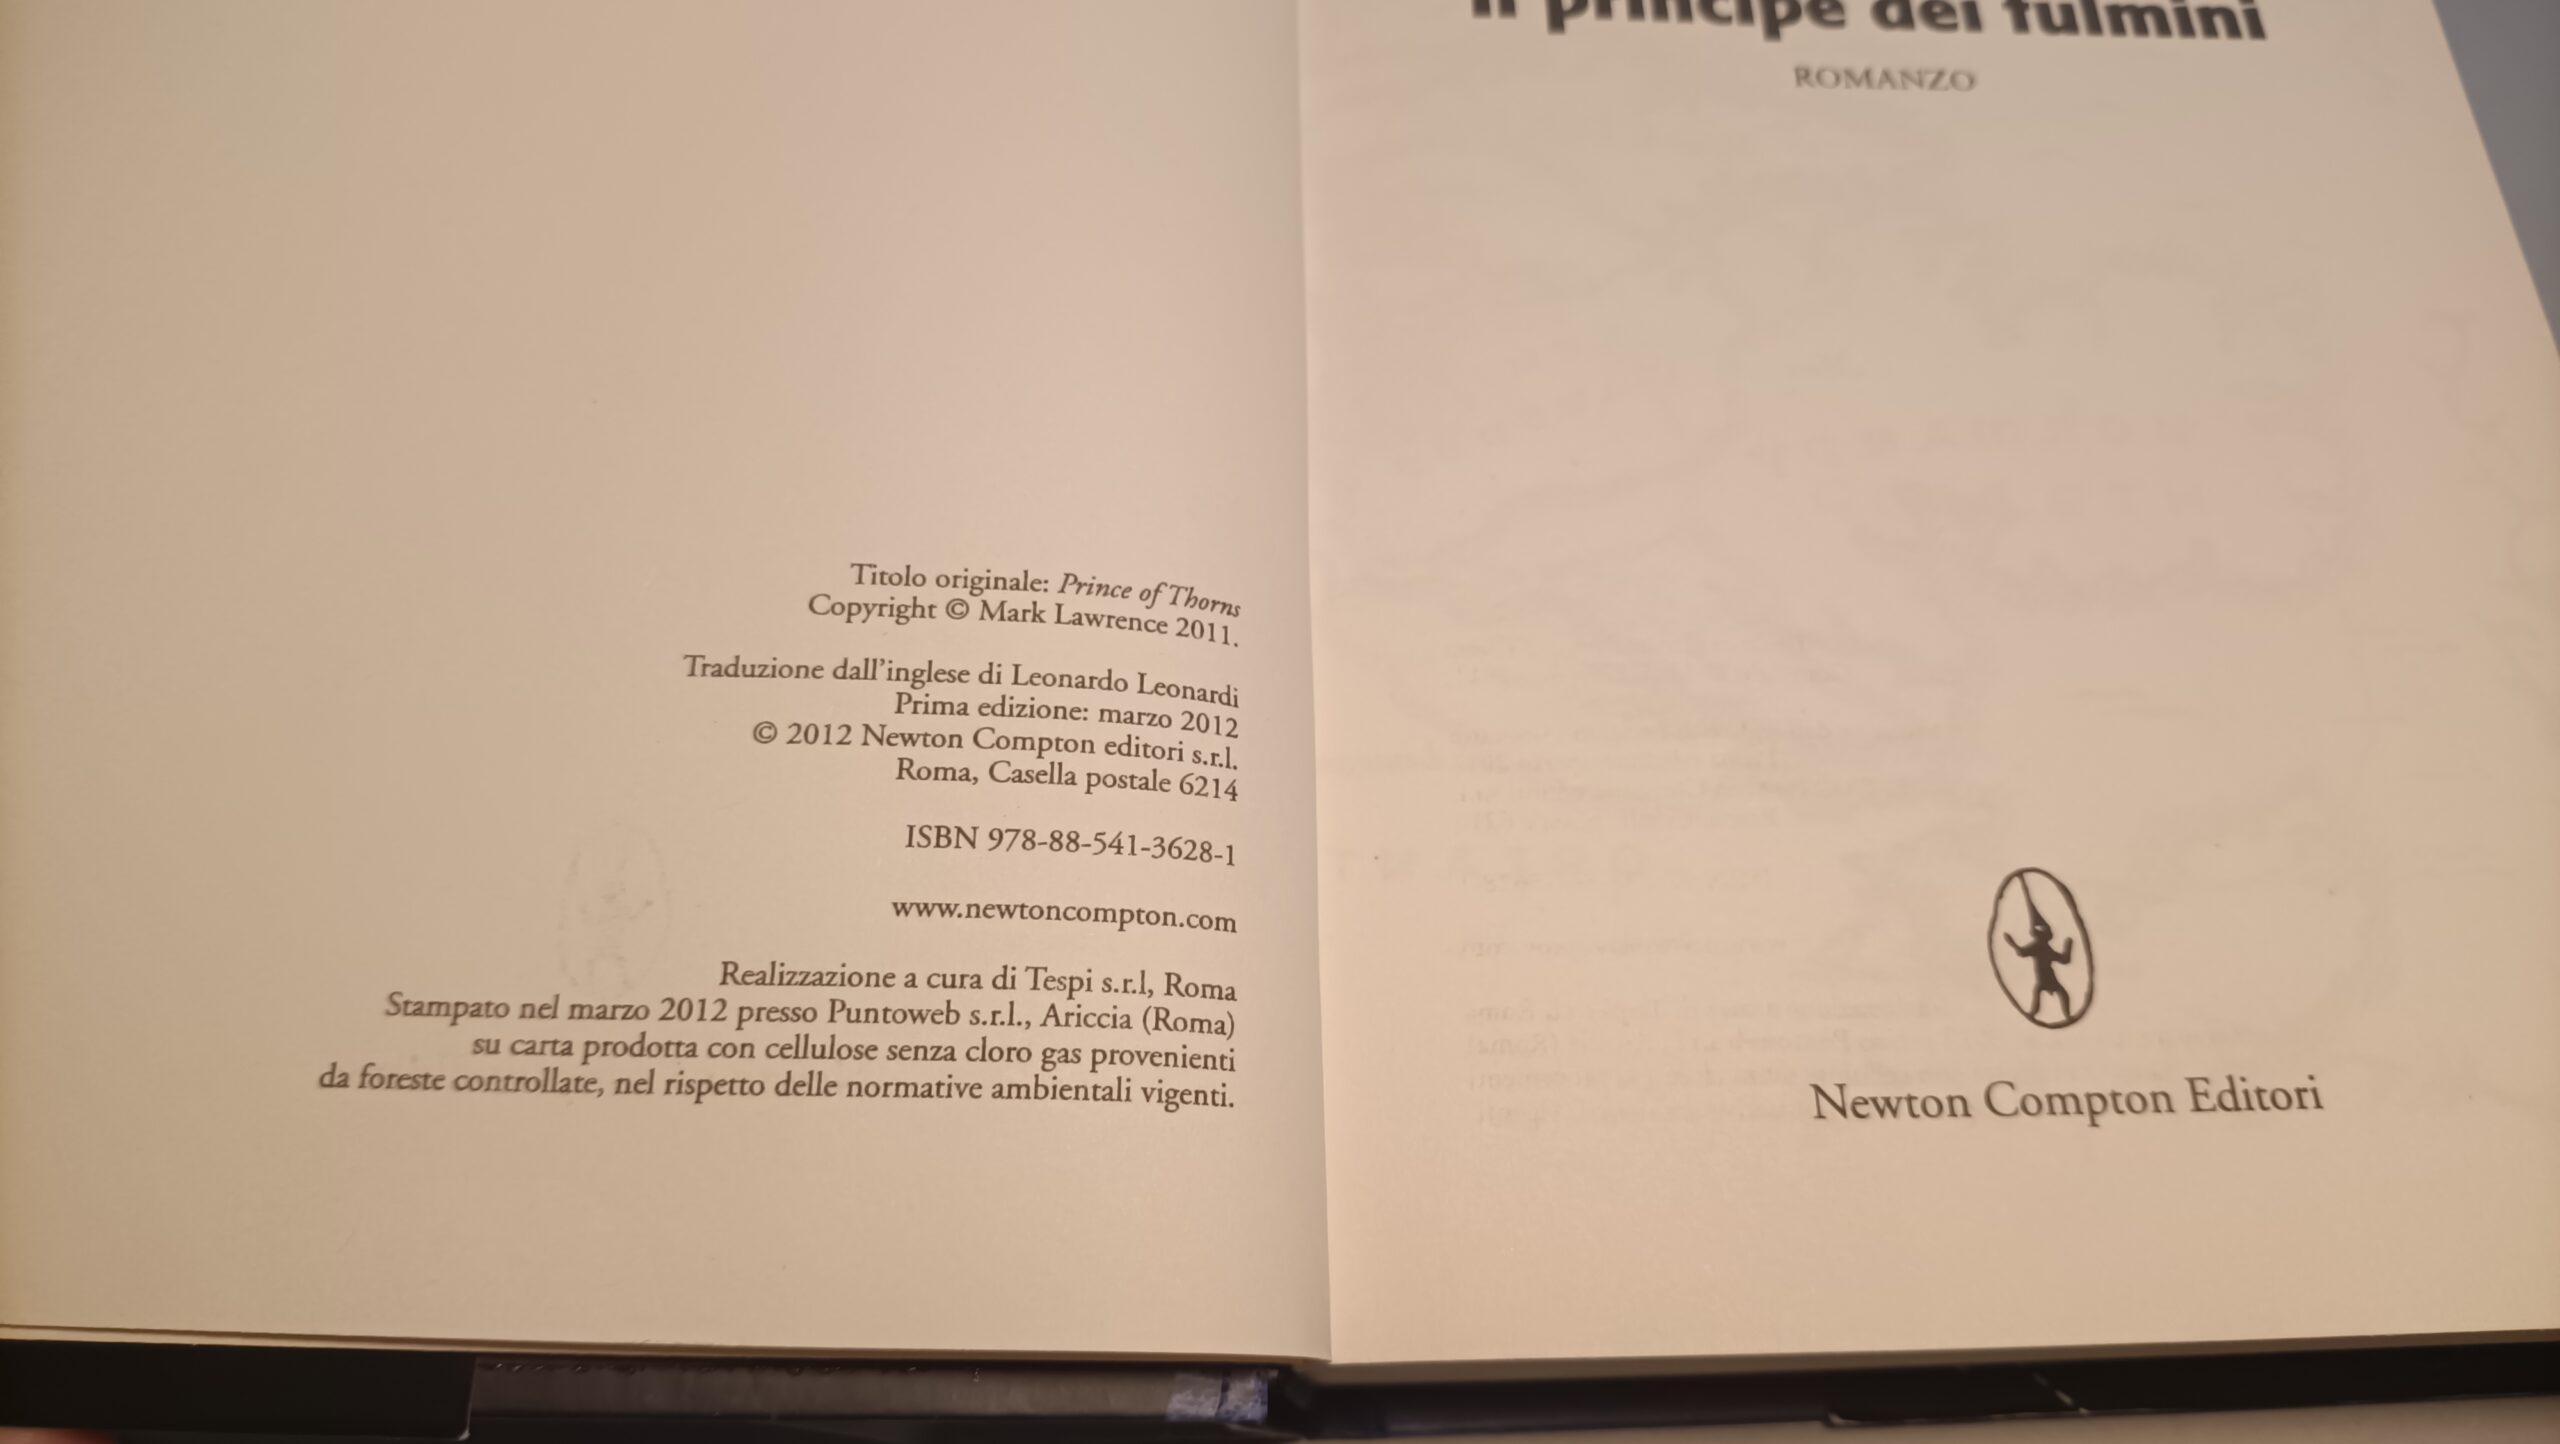 Titolo originale: Prince of Thorns
Copyright © Mark Lawrence 2011.
Traduzione dall'inglese di Leonardo Leonardi
Prima edizione: marzo 2012
© 2012 Newton Compton editori s.r.l.
Roma, Casella postale 6214
ISBN 978-88-541-3628-1
www.newtoncompton.com
Realizzazione a cura di Tespi s.r.l, Roma
Stampato nel marzo 2012 presso Puntoweb s.r.l., Ariccia (Roma)
su carta prodotta con cellulose senza cloro gas provenienti
da foreste controllate, nel rispetto delle normative ambientali vigenti.
Il principe dei fulmini
ROMANZO
Newton Compton Editori